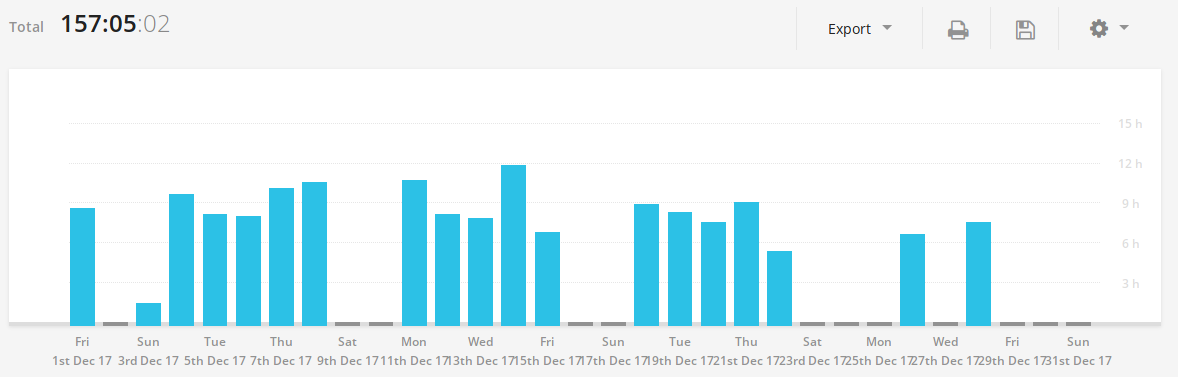 Total 157:05:02
Export
15 h
12 h
9 h
6 h
3 h
Fri Sun Tue Thu Sat Mon Wed Fri Sun Tue Thu Sat Mon Wed Fri Sun
1st Dec 17 3rd Dec 17 5th Dec 17 7th Dec 17 9th Dec 17 11th Dec 17 13th Dec 17 15th Dec 17 17th Dec 17 19th Dec 17 21st Dec 17 23rd Dec 17 25th Dec 17 27th Dec 17 29th Dec 17 31st Dec 17